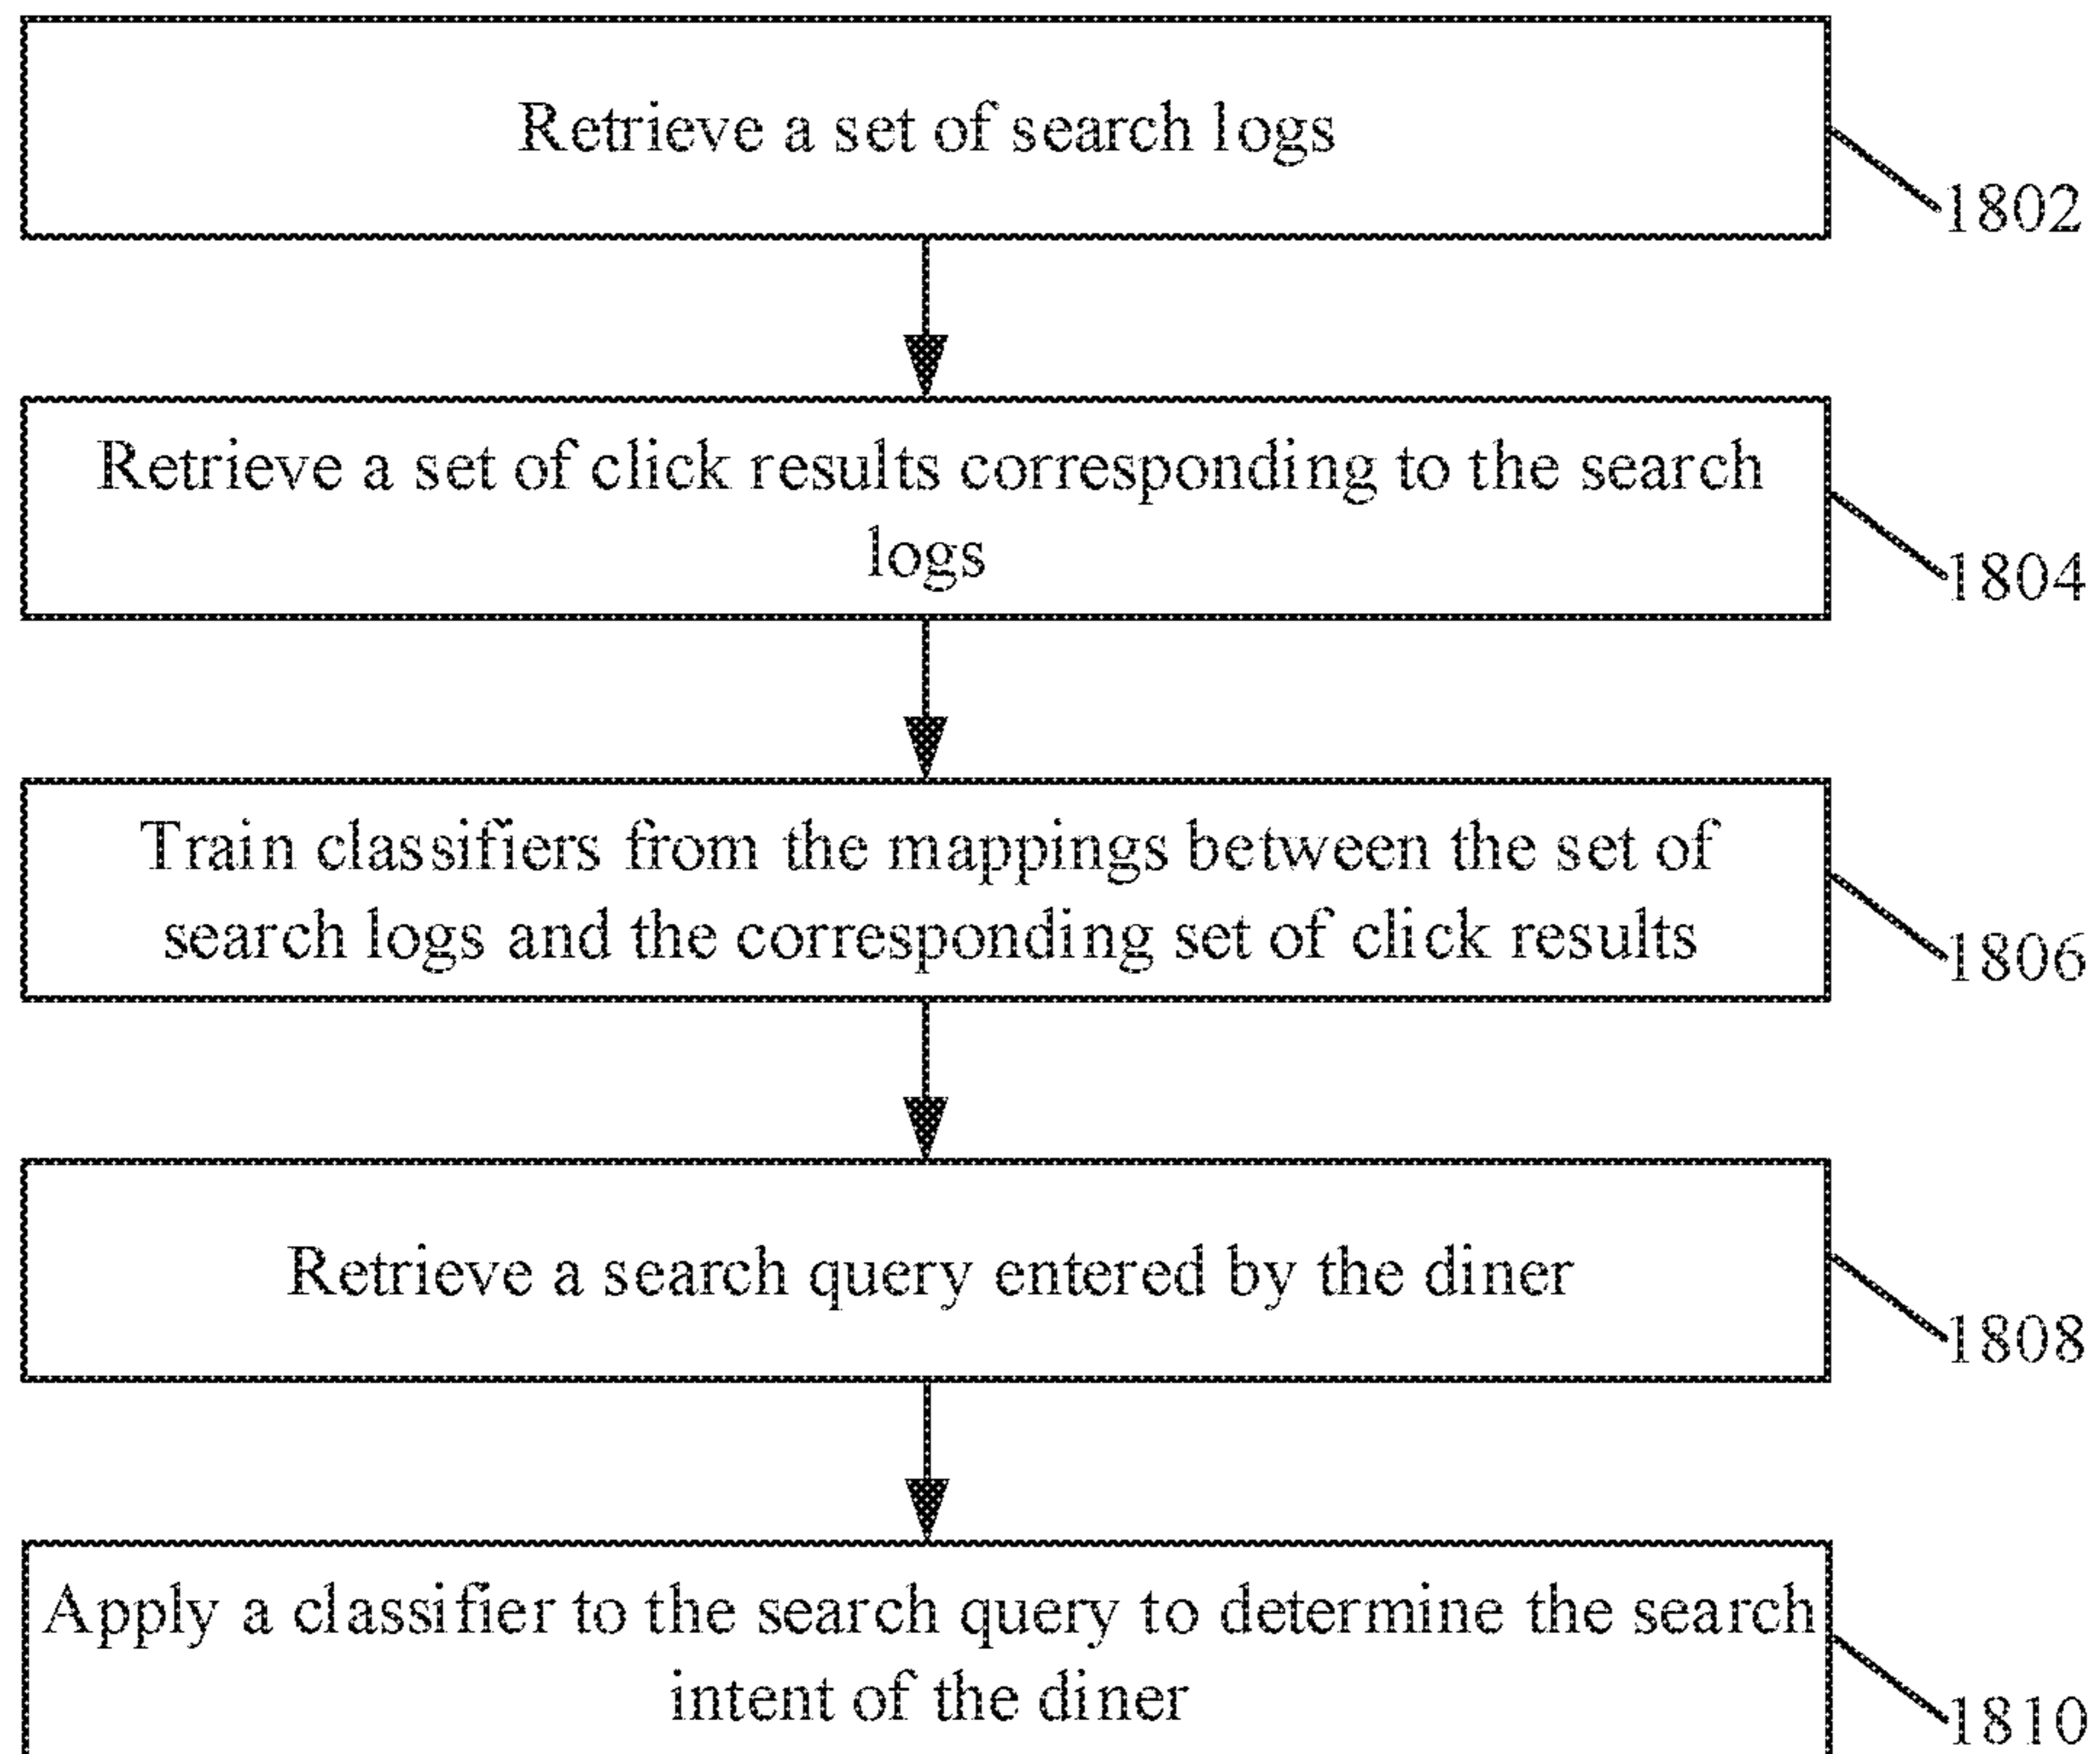 Retrieve a set of search logs
1802
Retrieve a set of click results corresponding to the search
logs
1804
Train classifiers from the mappings between the set of
search logs and the corresponding set of click results
1806
Retrieve a search query entered by the diner
1808
Apply a classifier to the search query to determine the search
intent of the diner
1810